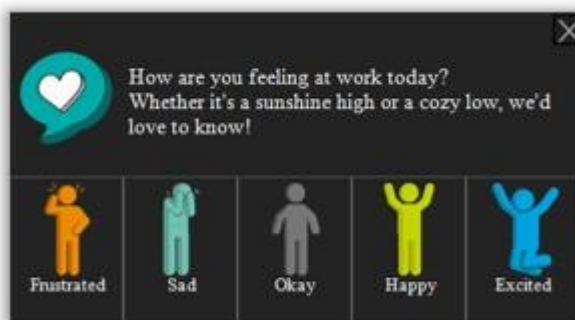 How are you feeling at work today?
Whether it's a sunshine high or a cozy low, we'd
love to know!
Frustrated
Sad
Okay
Happy
Excited